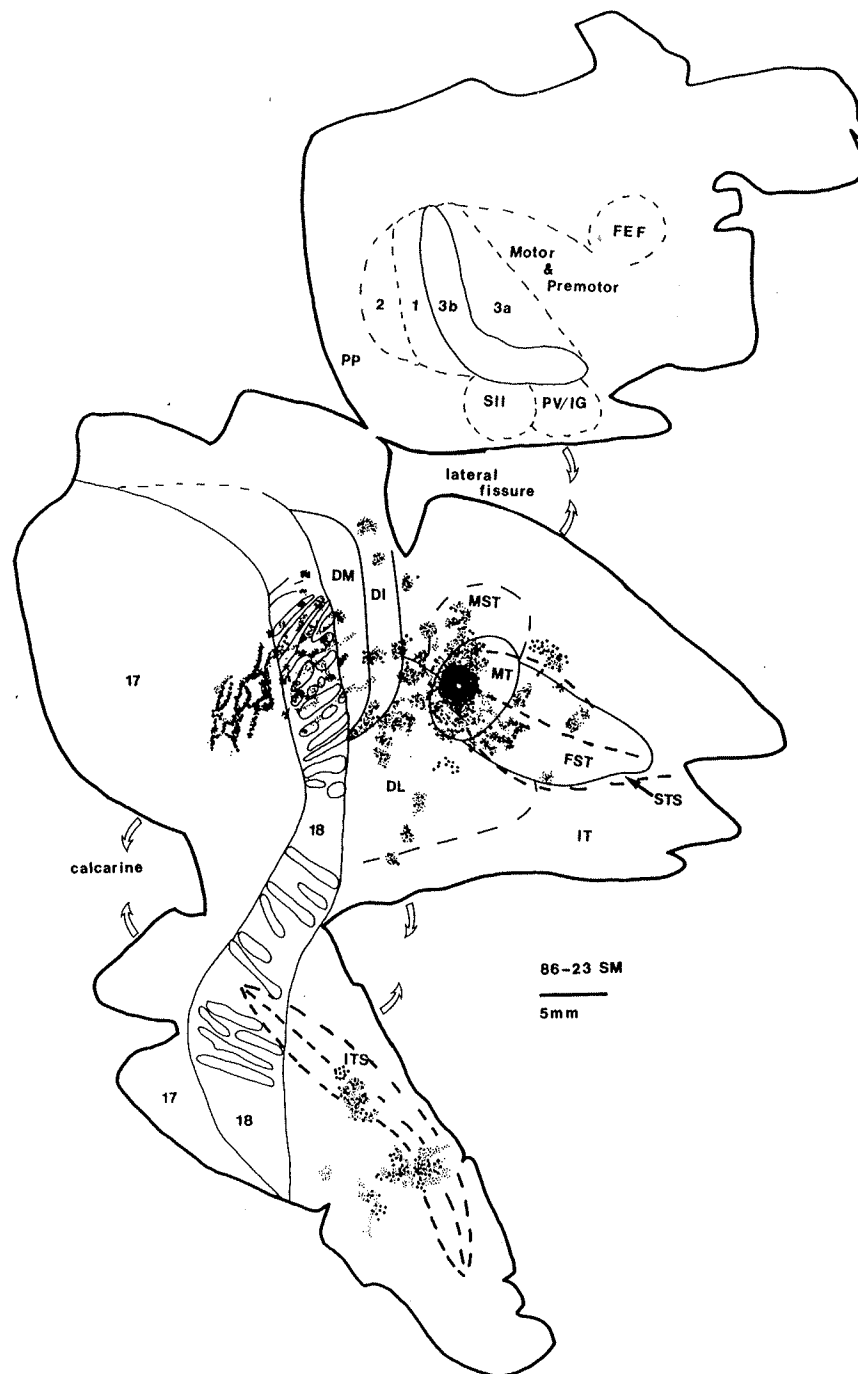 FEF
Motor
&
Premotor
2 1 3b 3a
PP
SII PV/IG
lateral
fissure
DM
DI
MST
17
MT
FST
DL
STS
18
IT
calcarine
86-23 SM
5mm
ITS
17
18